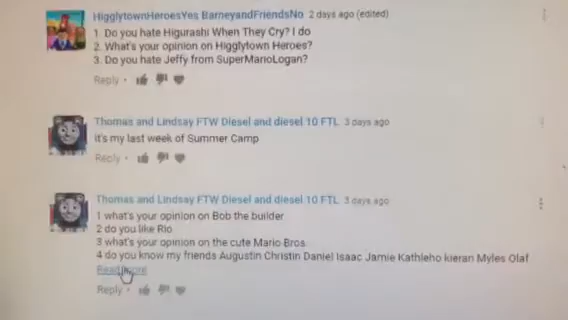 HigglytownHeroesYes BarneyandFriendsNo 2 days ago (edited)
1. Do you hate Higurashi When They Cry? I do
2. What's your opinion on Higglytown Heroes?
3. Do you hate Jeffy from SuperMarioLogan?
Reply •
Thomas and Lindsay FTW Diesel and diesel 10 FTL 3 days ago
It's my last week of Summer Camp
Reply •
Thomas and Lindsay FTW Diesel and diesel 10 FTL 3 days ago
1 what's your opinion on Bob the builder
2 do you like Rio
3 what's your opinion on the cute Mario Bros.
4 do you know my friends Augustin Christin Daniel Isaac Jamie Kathleho kieran Myles Olaf
Read more
Reply •